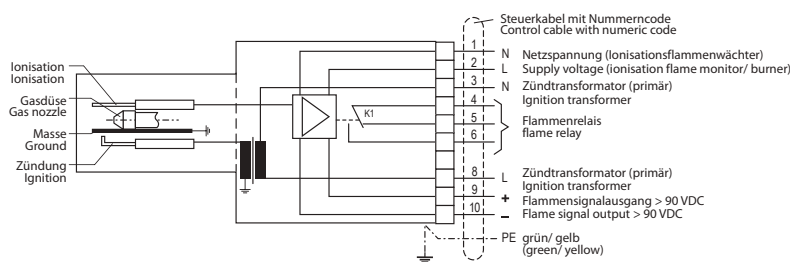 Steuerkabel mit Nummerncode
Control cable with numeric code
1
N Netzspannung (Ionisationsflammenwächter)
2
L Supply voltage (ionisation flame monitor/ burner)
3
N Zündtransformator (primär)
Ignition transformer
4
5
6
Flammenrelais
flame relay
8
L Zündtransformator (primär)
Ignition transformer
9
+ Flammensignalausgang > 90 VDC
10
– Flame signal output > 90 VDC
PE grün/ gelb
(green/ yellow)
Ionisation
Ionisation
Gasdüse
Gas nozzle
Masse
Ground
Zündung
Ignition
K1